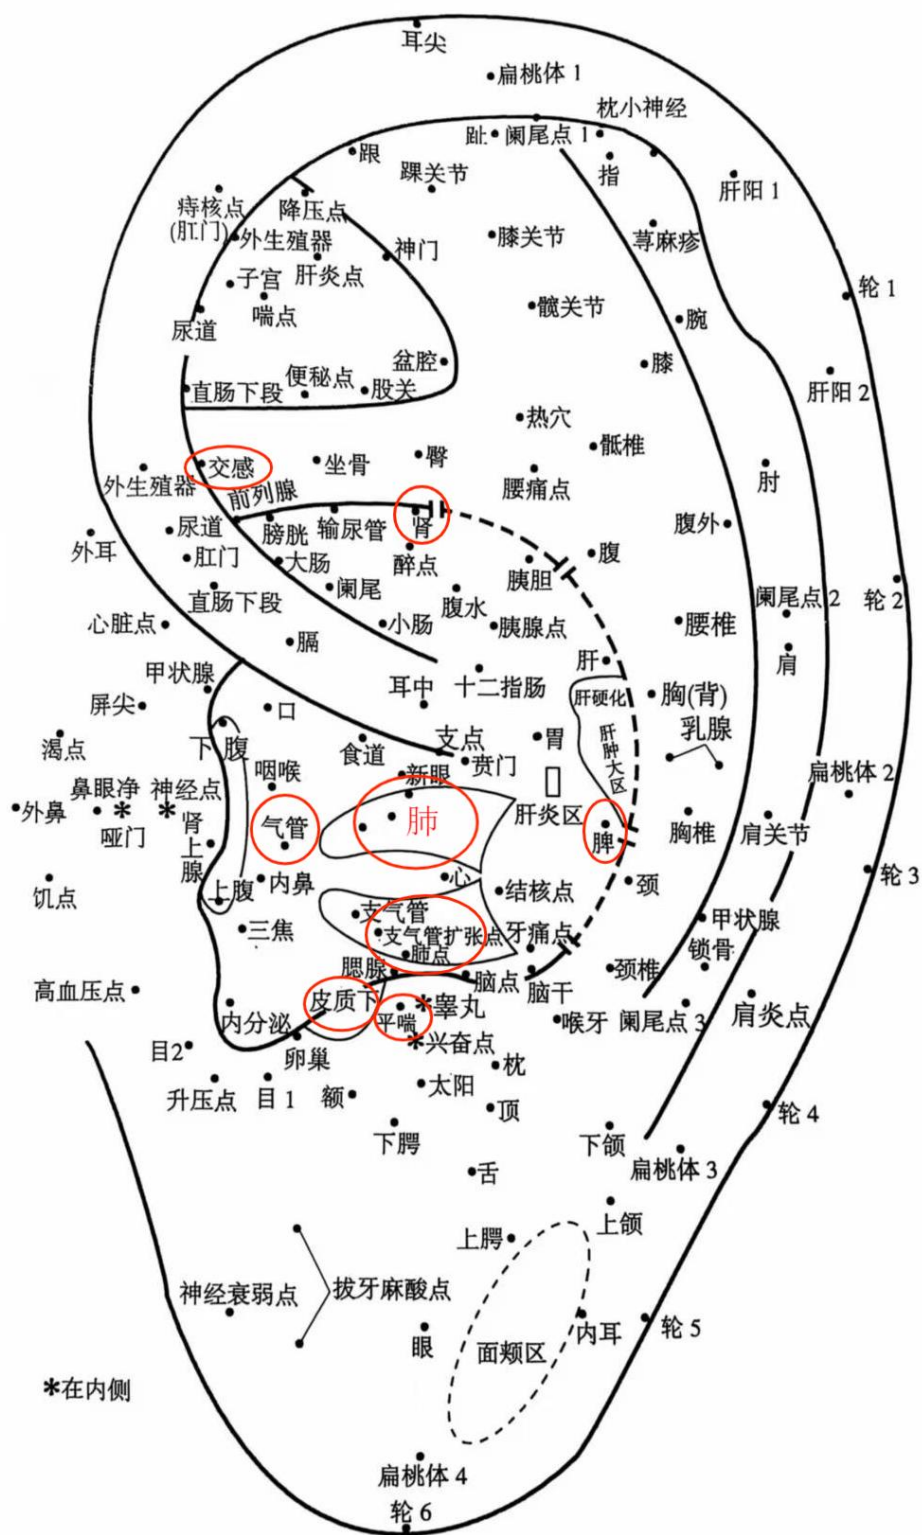 耳尖
扁桃体 1
枕小神经
趾
阑尾点 1
跟
踝关节
指
肝阳 1
痔核点
(肛门)
降压点
外生殖器
神门
膝关节
荨麻疹
子宫
肝炎点
轮 1
喘点
髋关节
腕
尿道
盆腔
膝
直肠下段
便秘点
股关
肝阳 2
热穴
骶椎
交感
坐骨
臀
肘
外生殖器
前列腺
腰痛点
尿道
膀胱
输尿管
肾
腹外
外耳
肛门
大肠
醉点
胰胆
腹
直肠下段
阑尾
腹水
阑尾点 2
轮 2
心脏点
膈
小肠
胰腺点
腰椎
肝
肩
甲状腺
耳中
十二指肠
肝硬化
胸(背)
屏尖
口
乳腺
渴点
下腹
食道
支点
胃
肝肿大区
贲门
咽喉
新眼
扁桃体 2
鼻眼净
神经点
外鼻
*
*
哑门
肾上腺
气管
肺
肝炎区
脾
胸椎
肩关节
饥点
上腹
内鼻
心
结核点
颈
轮 3
三焦
支气管
支气管扩张点
牙痛点
甲状腺
肺点
锁骨
腮腺
脑点
脑干
颈椎
高血压点
内分泌
皮质下
平喘
*睾丸
喉牙
阑尾点 3
肩炎点
目2
卵巢
*兴奋点
枕
升压点
目 1
额
太阳
顶
轮 4
下腭
下颌
扁桃体 3
舌
上腭
上颌
神经衰弱点
拔牙麻酸点
眼
面颊区
内耳
轮 5
*在内侧
扁桃体 4
轮 6